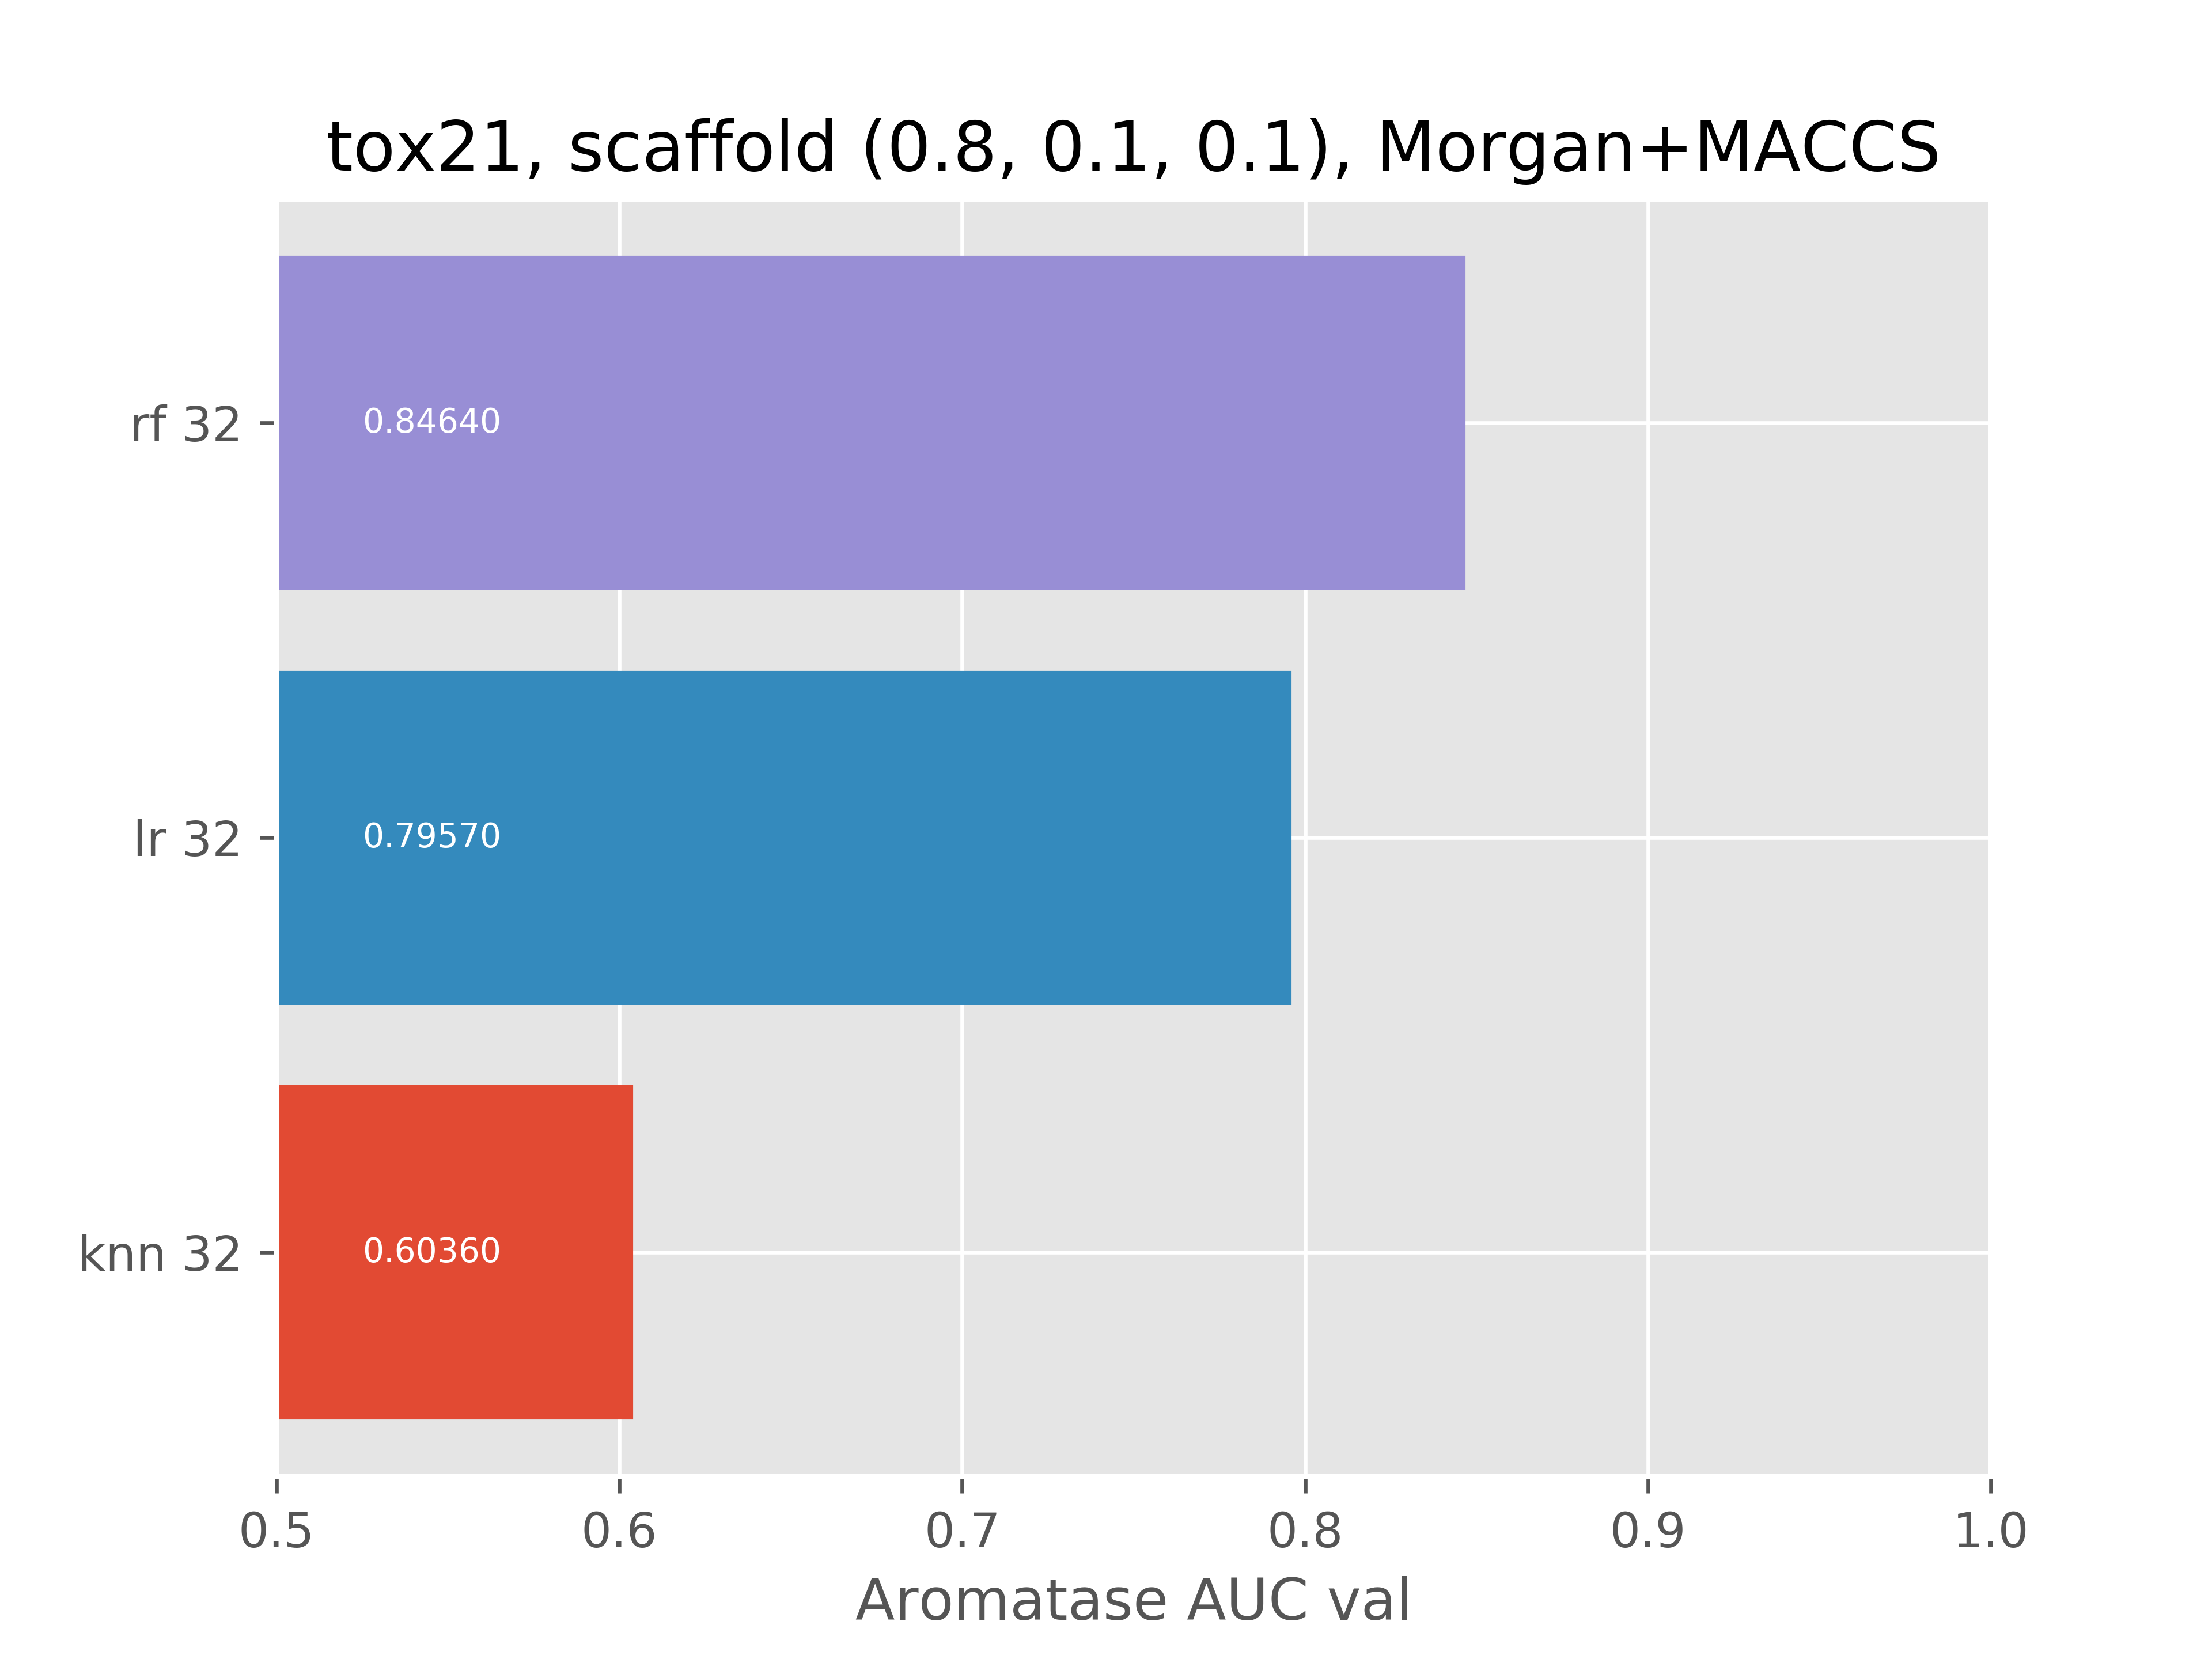 tox21, scaffold (0.8, 0.1, 0.1), Morgan+MACCS
rf 32
0.84640
lr 32
0.79570
knn 32
0.60360
0.5 0.6 0.7 0.8 0.9 1.0
Aromatase AUC val